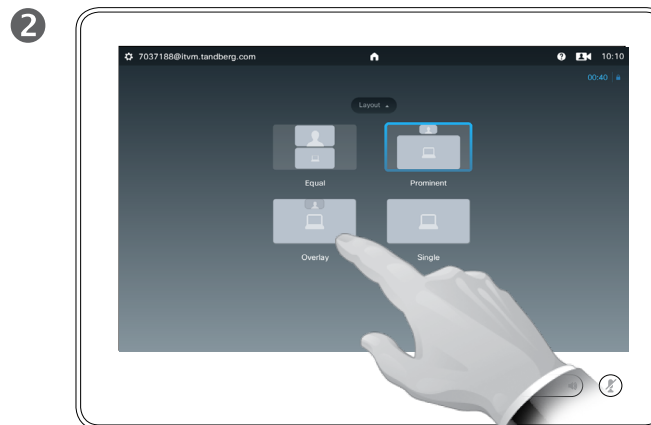 2
7037188@itvm.tandberg.com ? 10:10
00:40
Layout
Equal Prominent
Overlay Single